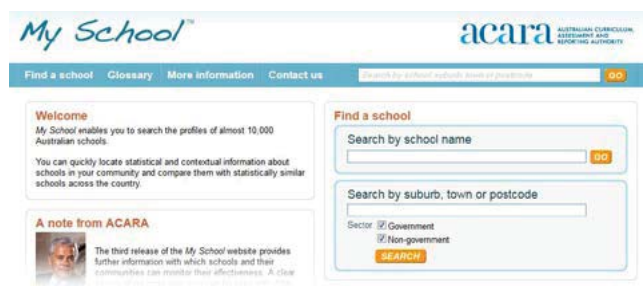 My School™
acara AUSTRALIAN CURRICULUM,
ASSESSMENT AND
REPORTING AUTHORITY
Find a school Glossary More information Contact us Search by school suburb, town or postcode GO
Welcome
My School enables you to search the profiles of almost 10,000
Australian schools.
You can quickly locate statistical and contextual information about
schools in your community and compare them with statistically similar
schools across the country.
A note from ACARA
The third release of the My School website provides
further information with which schools and their
communities can monitor their effectiveness. A clear
Find a school
Search by school name
GO
Search by suburb, town or postcode
Sector: Government
Non-government
SEARCH